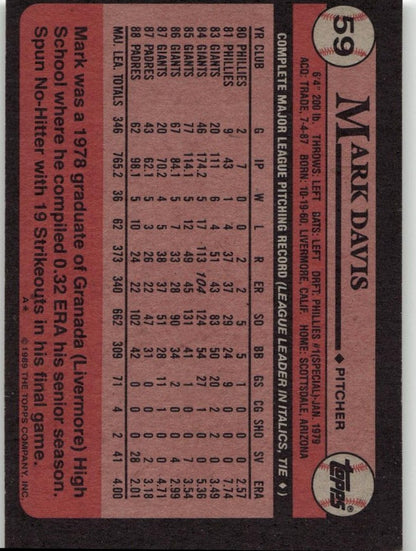 59
MARK DAVIS
◆ PITCHER
TOPPS
6'4" 200 lb. THROWS: LEFT BATS: LEFT DRFT: PHILLIES #1(SPECIAL)-JAN. 1979
ACQ: TRADE, 7-4-87 BORN: 10-19-60, LIVERMORE, CALIF. HOME: SCOTTSDALE, ARIZONA
COMPLETE MAJOR LEAGUE PITCHING RECORD (LEAGUE LEADER IN ITALICS, TIE ◆)
YR CLUB G IP W L R ER SO BB GS CG SHO SV ERA
80 PHILLIES 2 7 0 0 2 2 5 5 1 0 0 0 2.57
81 PHILLIES 9 43 1 4 37 37 29 24 9 0 0 0 7.74
83 GIANTS 20 111 6 4 51 43 83 50 20 2 2 0 3.49
84 GIANTS 46 174.2 5 17 113 104 124 54 27 1 0 0 5.36
85 GIANTS 77 114.1 5 12 49 45 131 41 1 0 0 7 3.54
86 GIANTS 67 84.1 5 7 33 28 90 34 2 0 0 4 2.99
87 GIANTS 20 70.2 4 5 38 37 51 28 11 1 0 0 4.71
87 PADRES 43 62.1 5 3 26 22 47 31 0 0 0 2 3.18
88 PADRES 62 98.1 5 10 24 22 102 42 0 0 0 28 2.01
MAJ. LEA. TOTALS 346 765.2 36 62 373 340 662 309 71 4 2 41 4.00
Mark was a 1978 graduate of Granada (Livermore) High
School where he compiled 0.32 ERA his senior season.
Spun No-Hitter with 19 Strikeouts in his final game.
A* © 1989 THE TOPPS COMPANY, INC.